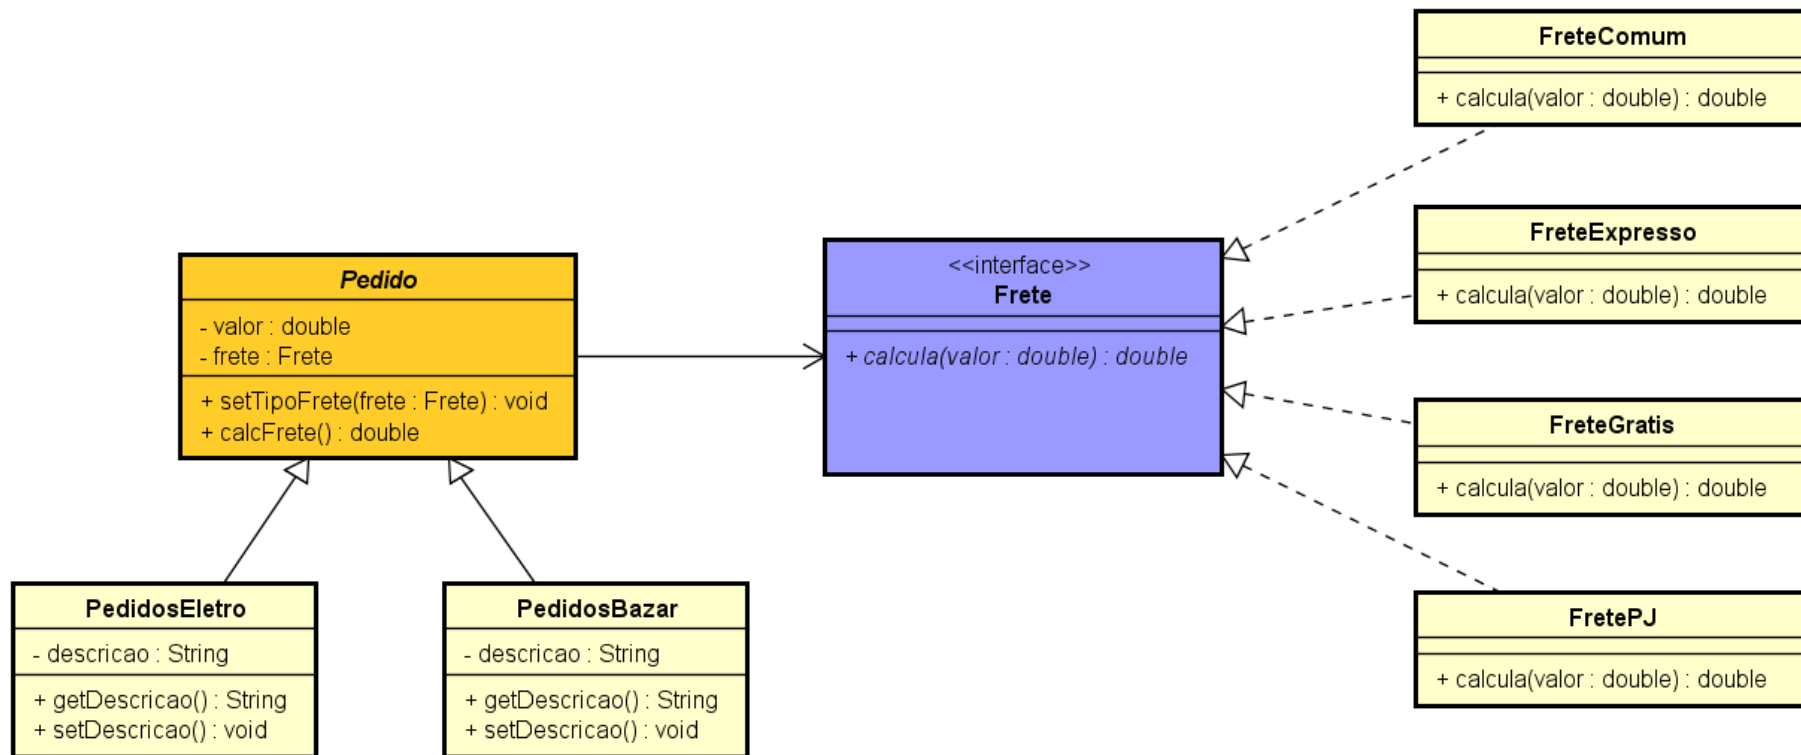 Pedido
- valor : double
- frete : Frete
+ setTipoFrete(frete : Frete) : void
+ calcFrete() : double
PedidosEletro
- descricao : String
+ getDescricao() : String
+ setDescricao() : void
PedidosBazar
- descricao : String
+ getDescricao() : String
+ setDescricao() : void
<<interface>>
Frete
+ calcula(valor : double) : double
FreteComum
+ calcula(valor : double) : double
FreteExpresso
+ calcula(valor : double) : double
FreteGratis
+ calcula(valor : double) : double
FretePJ
+ calcula(valor : double) : double